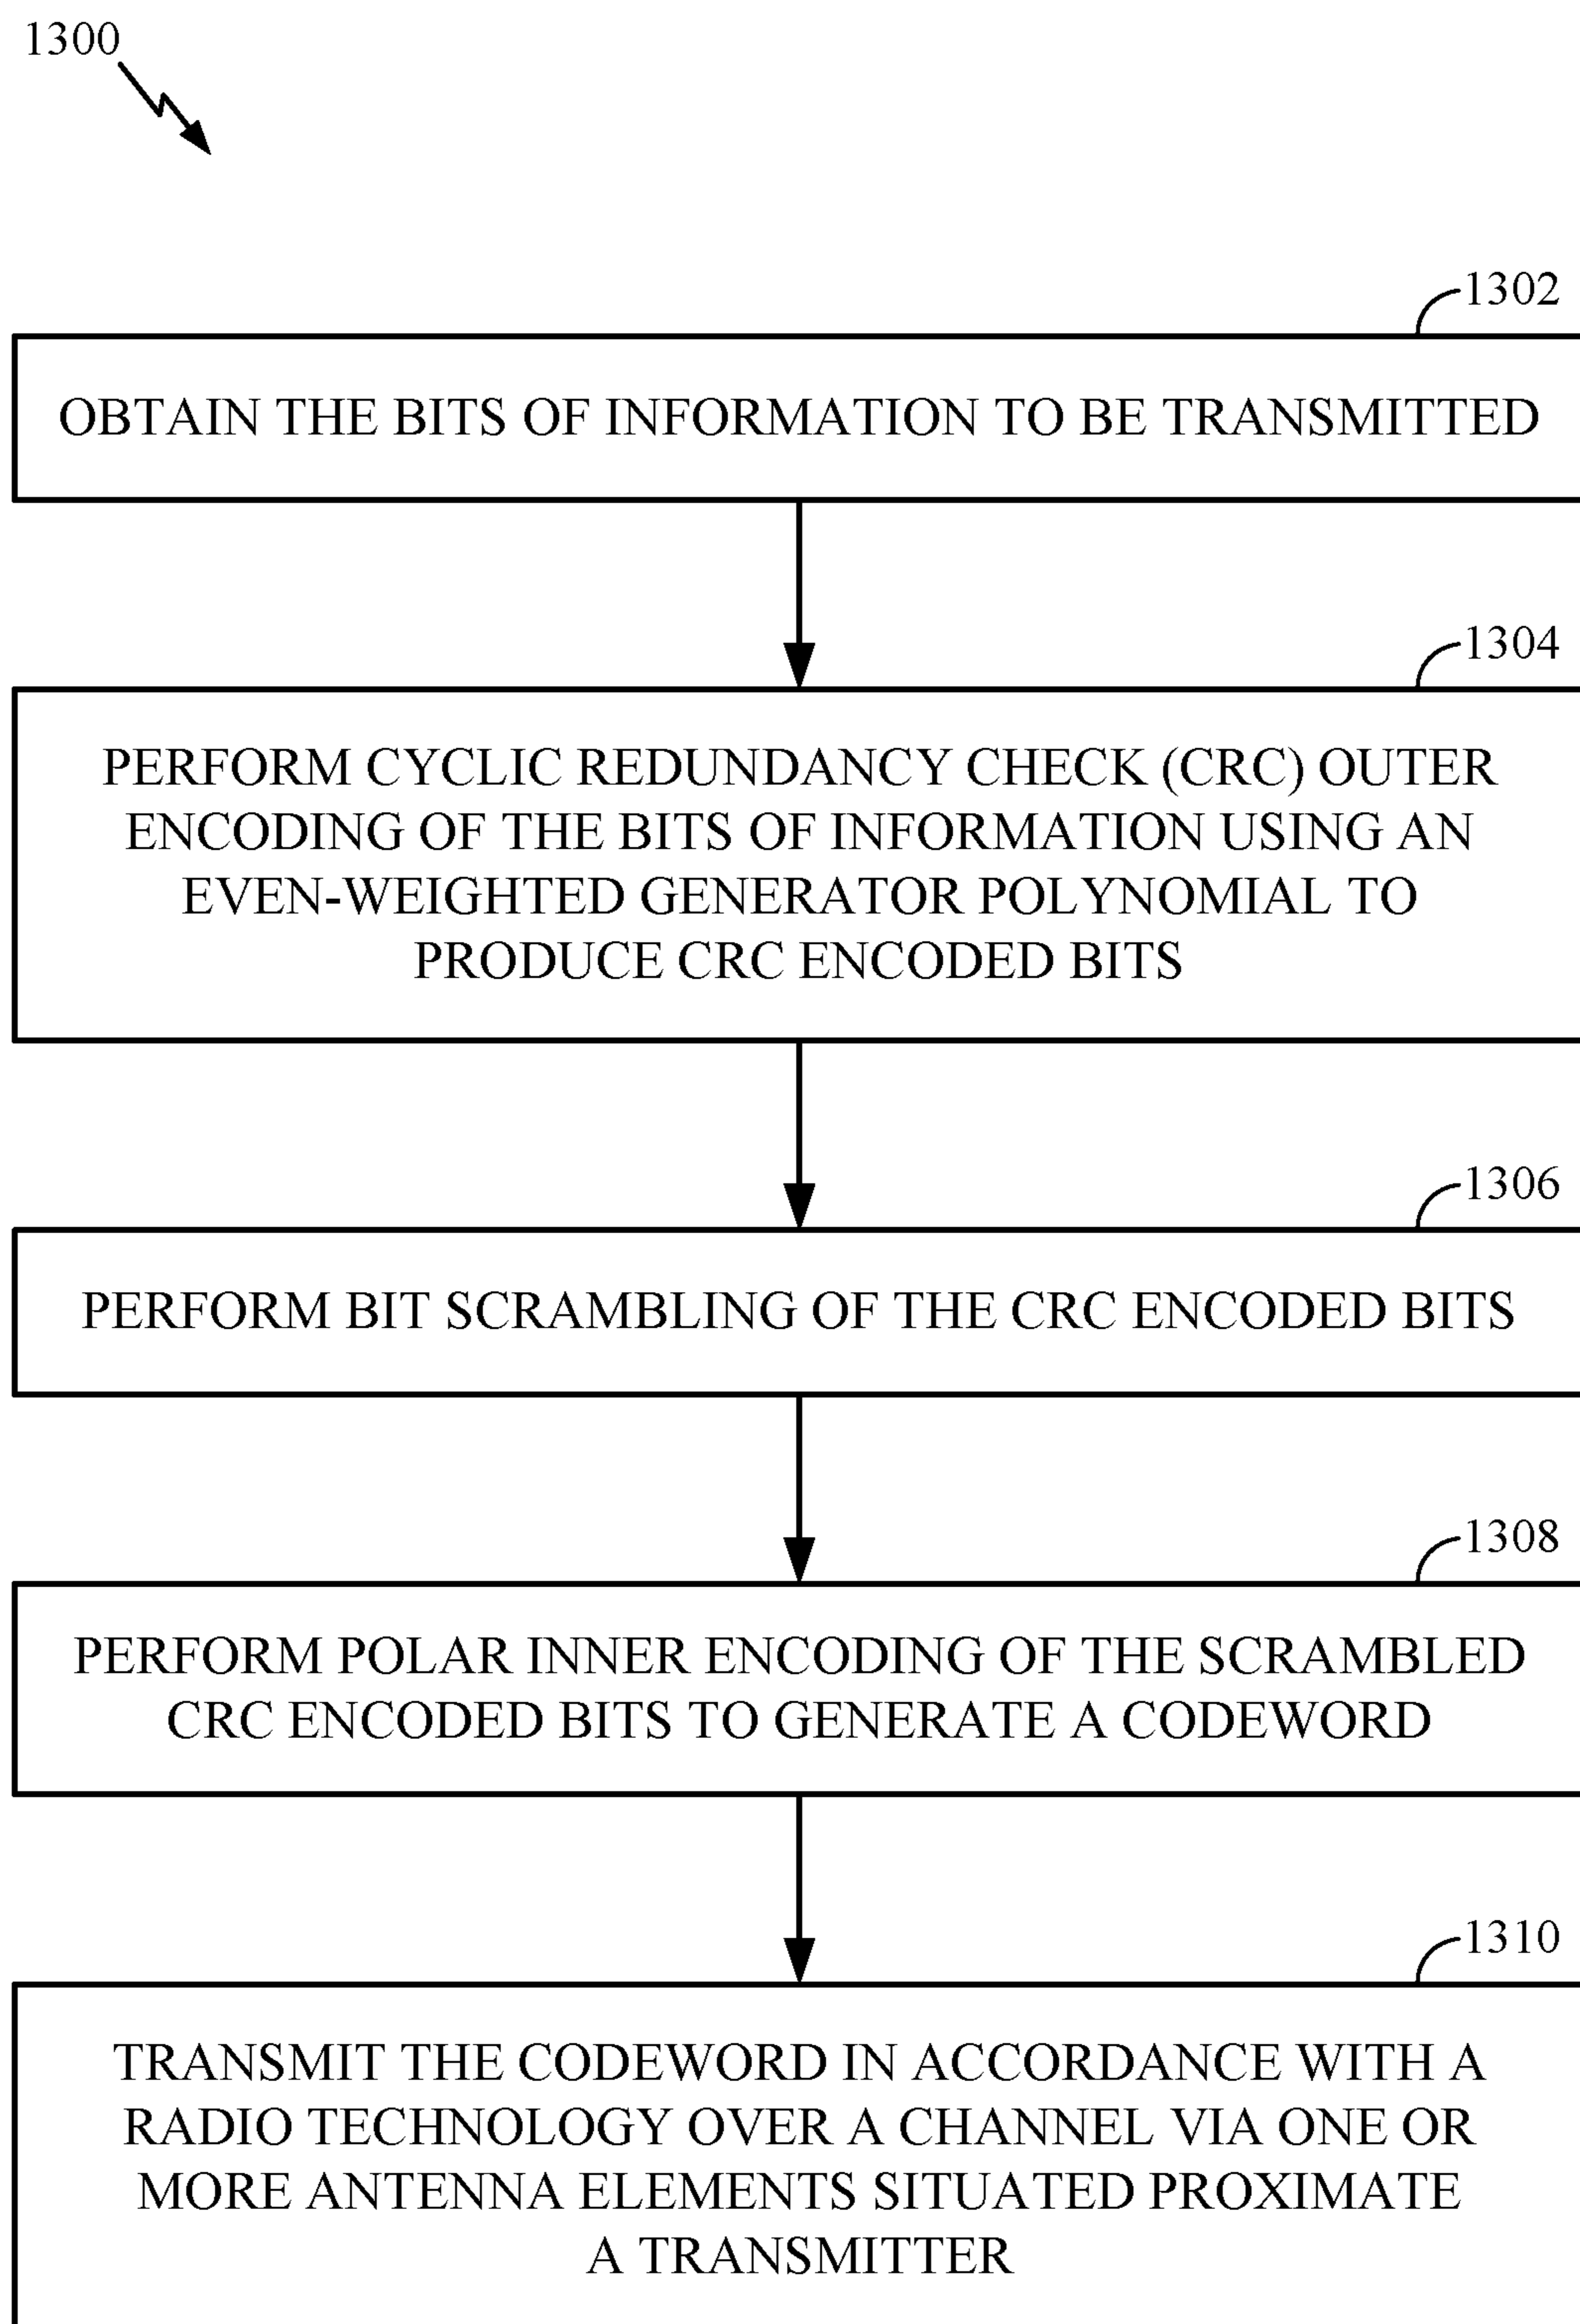 1300
1302
OBTAIN THE BITS OF INFORMATION TO BE TRANSMITTED
1304
PERFORM CYCLIC REDUNDANCY CHECK (CRC) OUTER
ENCODING OF THE BITS OF INFORMATION USING AN
EVEN-WEIGHTED GENERATOR POLYNOMIAL TO
PRODUCE CRC ENCODED BITS
1306
PERFORM BIT SCRAMBLING OF THE CRC ENCODED BITS
1308
PERFORM POLAR INNER ENCODING OF THE SCRAMBLED
CRC ENCODED BITS TO GENERATE A CODEWORD
1310
TRANSMIT THE CODEWORD IN ACCORDANCE WITH A
RADIO TECHNOLOGY OVER A CHANNEL VIA ONE OR
MORE ANTENNA ELEMENTS SITUATED PROXIMATE
A TRANSMITTER